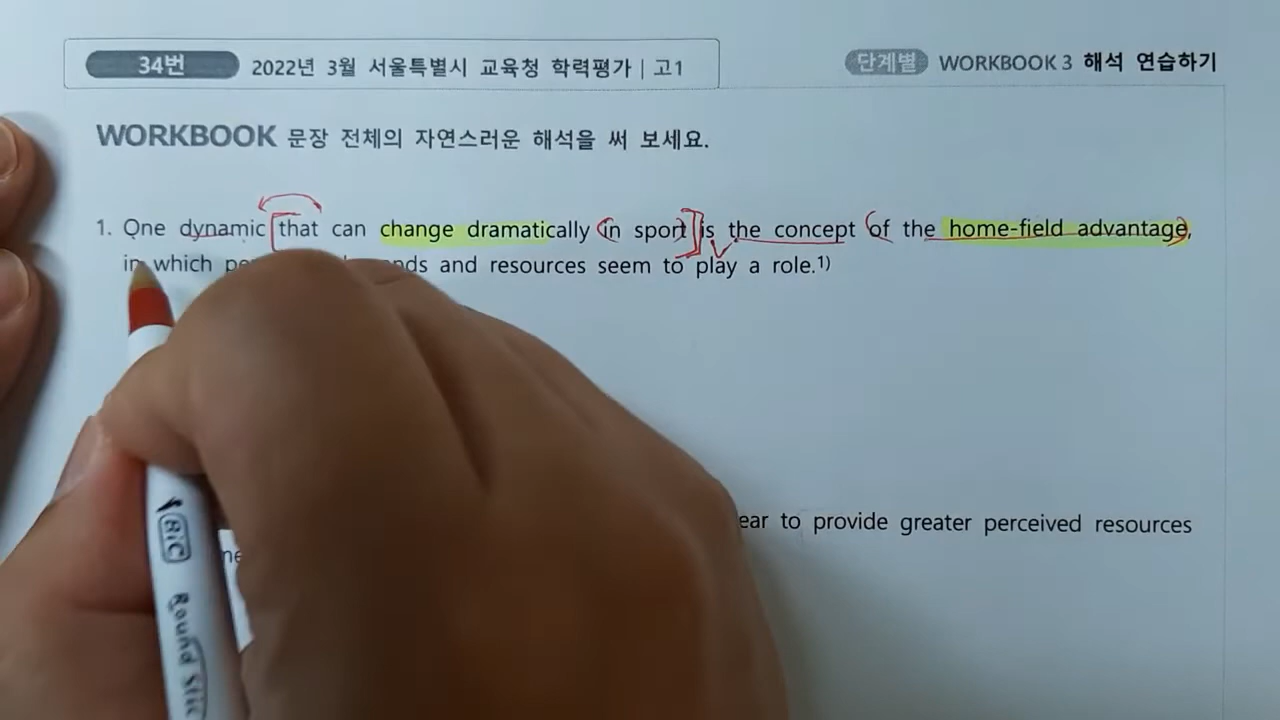 34번
2022년 3월 서울특별시 교육청 학력평가 | 고1
단계별 WORKBOOK 3 해석 연습하기
WORKBOOK 문장 전체의 자연스러운 해석을 써 보세요.
1. One dynamic that can change dramatically in sport is the concept of the home-field advantage,
in which and resources seem to play a role.1)
to provide greater perceived resources
BIC
Round Stic